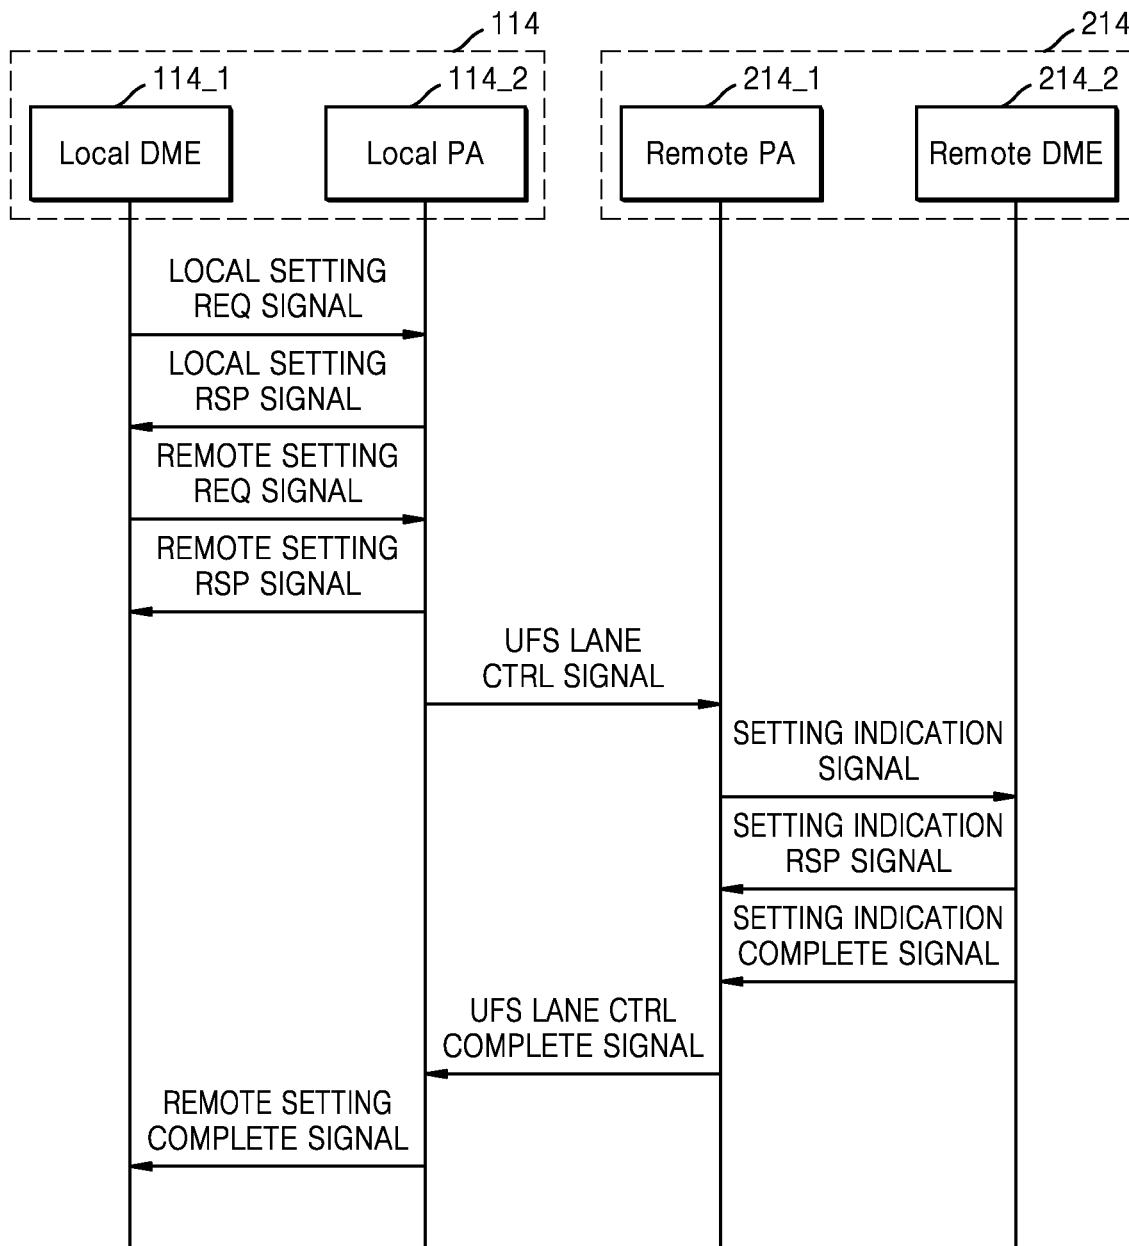 114
214
114_1
114_2
214_1
214_2
Local DME
Local PA
Remote PA
Remote DME
LOCAL SETTING
REQ SIGNAL
LOCAL SETTING
RSP SIGNAL
REMOTE SETTING
REQ SIGNAL
REMOTE SETTING
RSP SIGNAL
UFS LANE
CTRL SIGNAL
SETTING INDICATION
SIGNAL
SETTING INDICATION
RSP SIGNAL
SETTING INDICATION
COMPLETE SIGNAL
UFS LANE CTRL
COMPLETE SIGNAL
REMOTE SETTING
COMPLETE SIGNAL